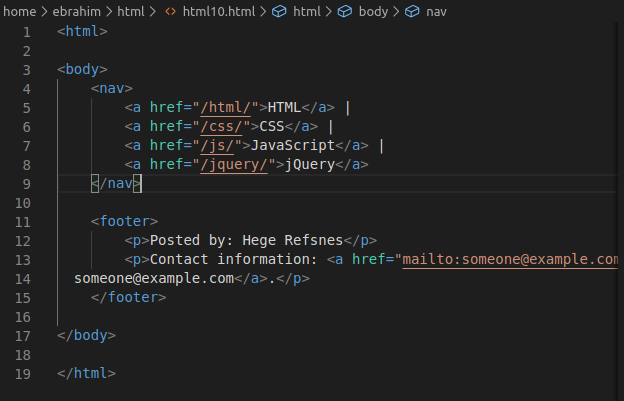 home > ebrahim > html > <> html10.html > html > body > nav
1 <html>
2
3 <body>
4 <nav>
5 <a href="/html/">HTML</a> |
6 <a href="/css/">CSS</a> |
7 <a href="/js/">JavaScript</a> |
8 <a href="/jquery/">jQuery</a>
9 </nav>
10
11 <footer>
12 <p>Posted by: Hege Refsnes</p>
13 <p>Contact information: <a href="mailto:someone@example.com
14 someone@example.com</a>.</p>
15 </footer>
16
17 </body>
18
19 </html>